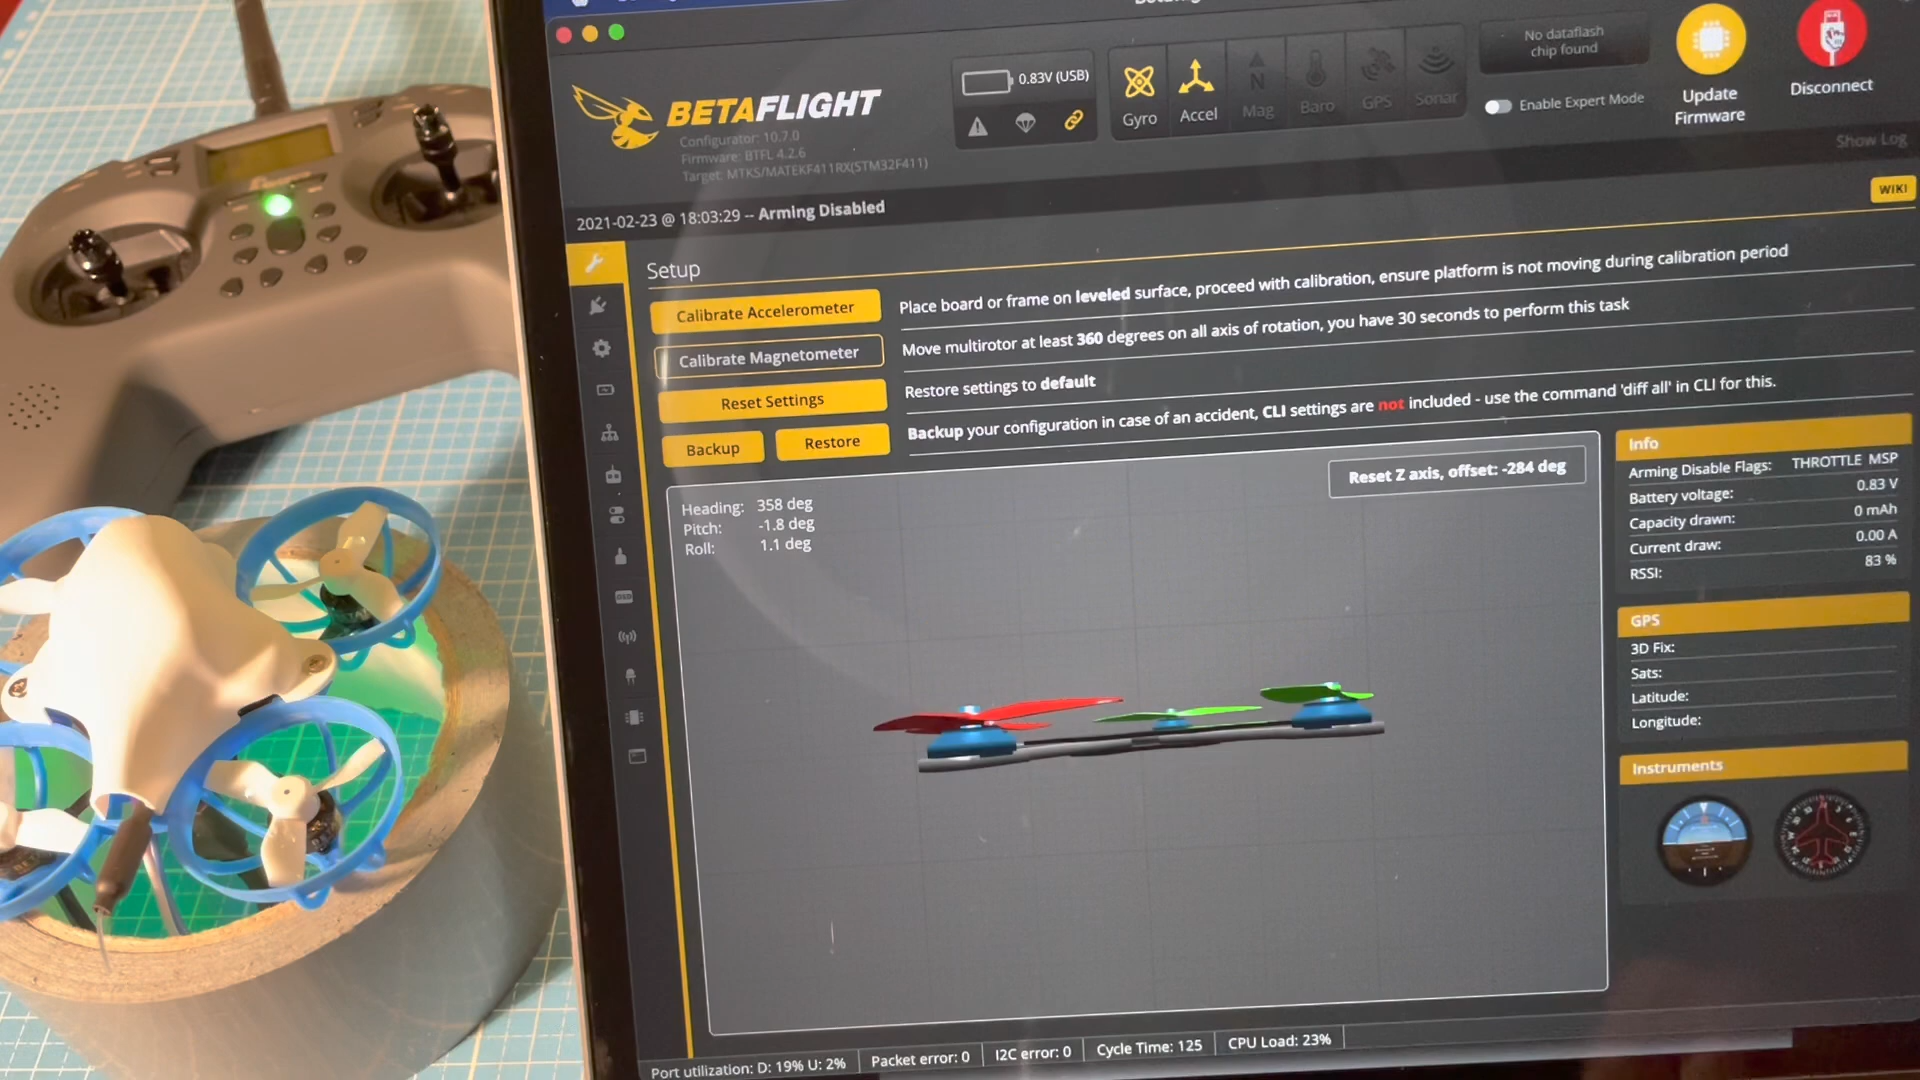 0.83V (USB)
Gyro
Accel
Mag
Baro
GPS
Sonar
No dataflash
chip found
Enable Expert Mode
Update
Firmware
Disconnect
BETAFLIGHT
Configurator: 10.7.0
Firmware: BTFL 4.2.6
Target: MTKS/MATEKF411RX(STM32F411)
Show Log
2021-02-23 @ 18:03:29 -- Arming Disabled
WIKI
Setup
Calibrate Accelerometer
Place board or frame on leveled surface, proceed with calibration, ensure platform is not moving during calibration period
Calibrate Magnetometer
Move multirotor at least 360 degrees on all axis of rotation, you have 30 seconds to perform this task
Reset Settings
Restore settings to default
Backup
Restore
Backup your configuration in case of an accident, CLI settings are not included - use the command 'diff all' in CLI for this.
Heading: 358 deg
Pitch: -1.8 deg
Roll: 1.1 deg
Reset Z axis, offset: -284 deg
Info
Arming Disable Flags: THROTTLE MSP
Battery voltage: 0.83 V
Capacity drawn: 0 mAh
Current draw: 0.00 A
RSSI: 83 %
GPS
3D Fix:
Sats:
Latitude:
Longitude:
Instruments
Port utilization: D: 19% U: 2%
Packet error: 0
I2C error: 0
Cycle Time: 125
CPU Load: 23%